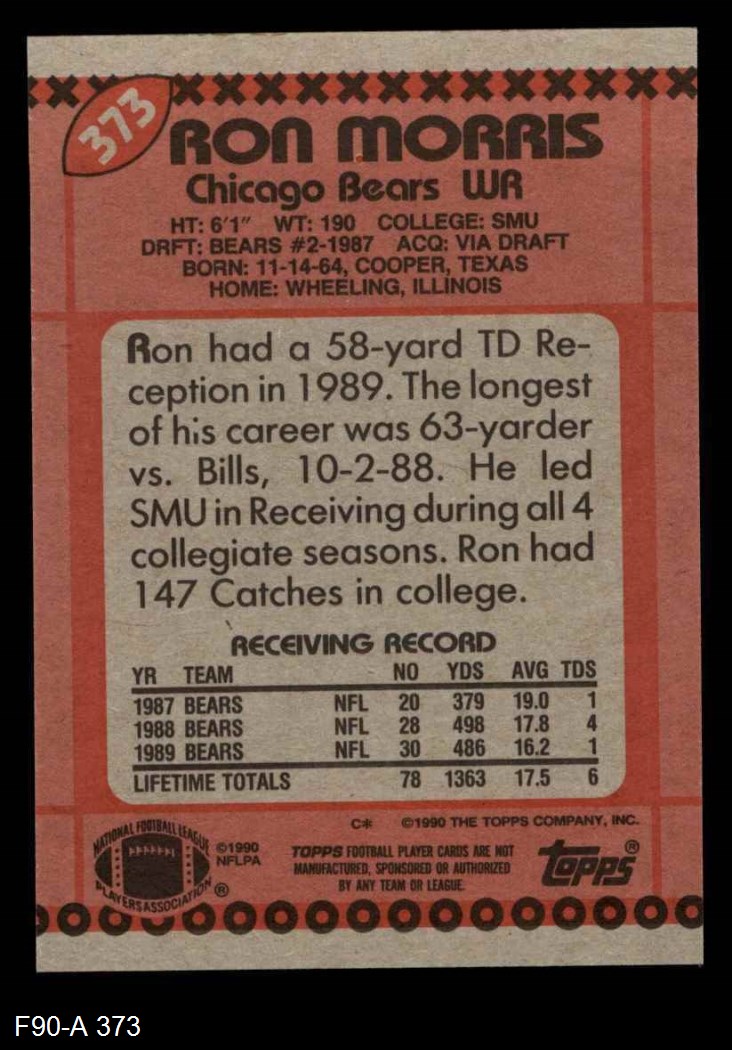 373
RON MORRIS
Chicago Bears WR
HT: 6'1" WT: 190 COLLEGE: SMU
DRFT: BEARS #2-1987 ACQ: VIA DRAFT
BORN: 11-14-64, COOPER, TEXAS
HOME: WHEELING, ILLINOIS
Ron had a 58-yard TD Re-
ception in 1989. The longest
of his career was 63-yarder
vs. Bills, 10-2-88. He led
SMU in Receiving during all 4
collegiate seasons. Ron had
147 Catches in college.
RECEIVING RECORD
YR TEAM NO YDS AVG TDS
1987 BEARS NFL 20 379 19.0 1
1988 BEARS NFL 28 498 17.8 4
1989 BEARS NFL 30 486 16.2 1
LIFETIME TOTALS 78 1363 17.5 6
C* ©1990 THE TOPPS COMPANY, INC.
NATIONAL FOOTBALL LEAGUE
PLAYERS ASSOCIATION ®
©1990
NFLPA
TOPPS FOOTBALL PLAYER CARDS ARE NOT
MANUFACTURED, SPONSORED OR AUTHORIZED
BY ANY TEAM OR LEAGUE.
topps®
F90-A 373